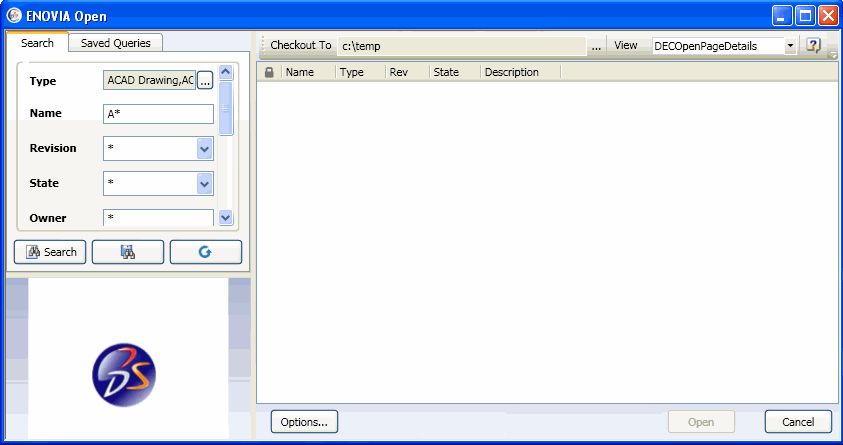 ENOVIA Open
Search Saved Queries
Type ACAD Drawing,AC ...
Name A*
Revision *
State *
Owner *
Search
Checkout To c:\temp ... View DECOpenPageDetails
Name Type Rev State Description
Options... Open Cancel